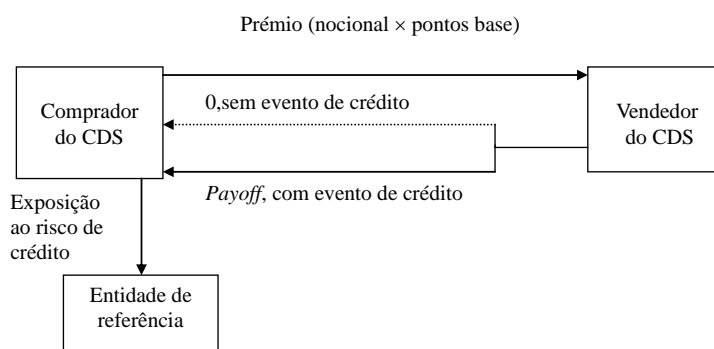 Prémio (nocional × pontos base)
Comprador
do CDS
0,sem evento de crédito
Vendedor
do CDS
Payoff, com evento de crédito
Exposição
ao risco de
crédito
Entidade de
referência